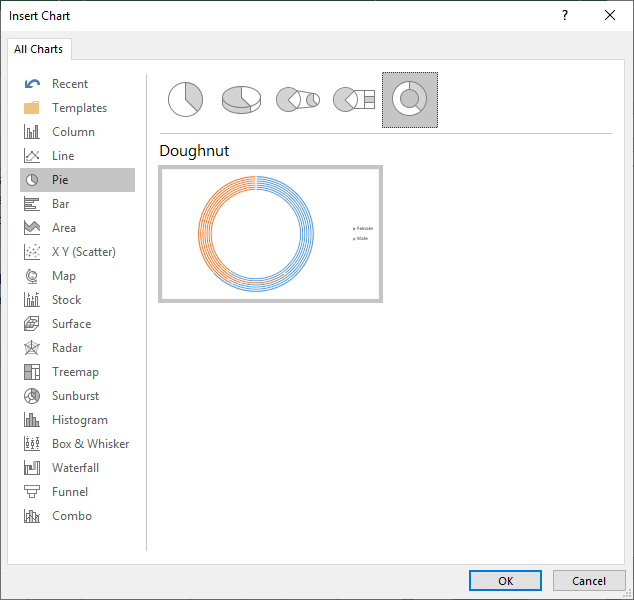 Insert Chart
?
All Charts
Recent
Templates
Column
Line
Pie
Bar
Area
X Y (Scatter)
Map
Stock
Surface
Radar
Treemap
Sunburst
Histogram
Box & Whisker
Waterfall
Funnel
Combo
Doughnut
Female
Male
OK
Cancel